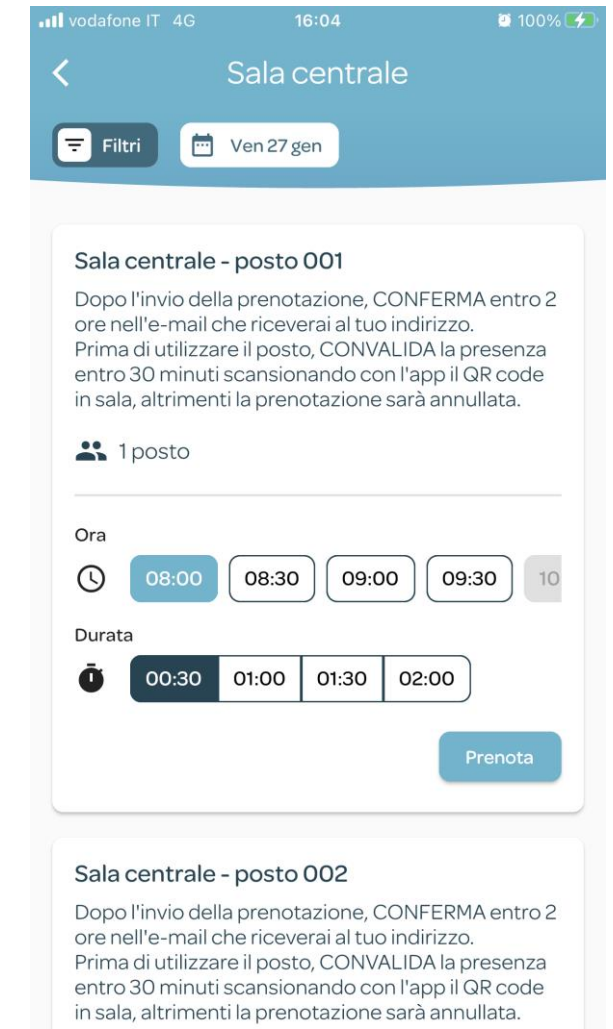 vodafone IT 4G 16:04 100%
Sala centrale
Filtri Ven 27 gen
Sala centrale - posto 001
Dopo l'invio della prenotazione, CONFERMA entro 2
ore nell'e-mail che riceverai al tuo indirizzo.
Prima di utilizzare il posto, CONVALIDA la presenza
entro 30 minuti scansionando con l'app il QR code
in sala, altrimenti la prenotazione sarà annullata.
1 posto
Ora
08:00 08:30 09:00 09:30 10
Durata
00:30 01:00 01:30 02:00
Prenota
Sala centrale - posto 002
Dopo l'invio della prenotazione, CONFERMA entro 2
ore nell'e-mail che riceverai al tuo indirizzo.
Prima di utilizzare il posto, CONVALIDA la presenza
entro 30 minuti scansionando con l'app il QR code
in sala, altrimenti la prenotazione sarà annullata.